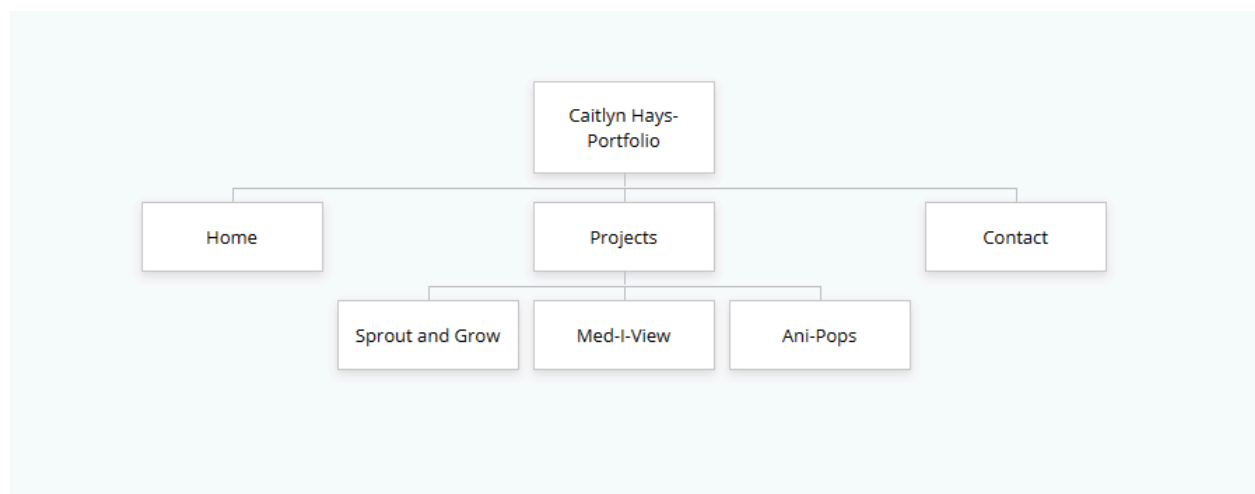 Caitlyn Hays-
Portfolio
Home
Projects
Contact
Sprout and Grow
Med-I-View
Ani-Pops